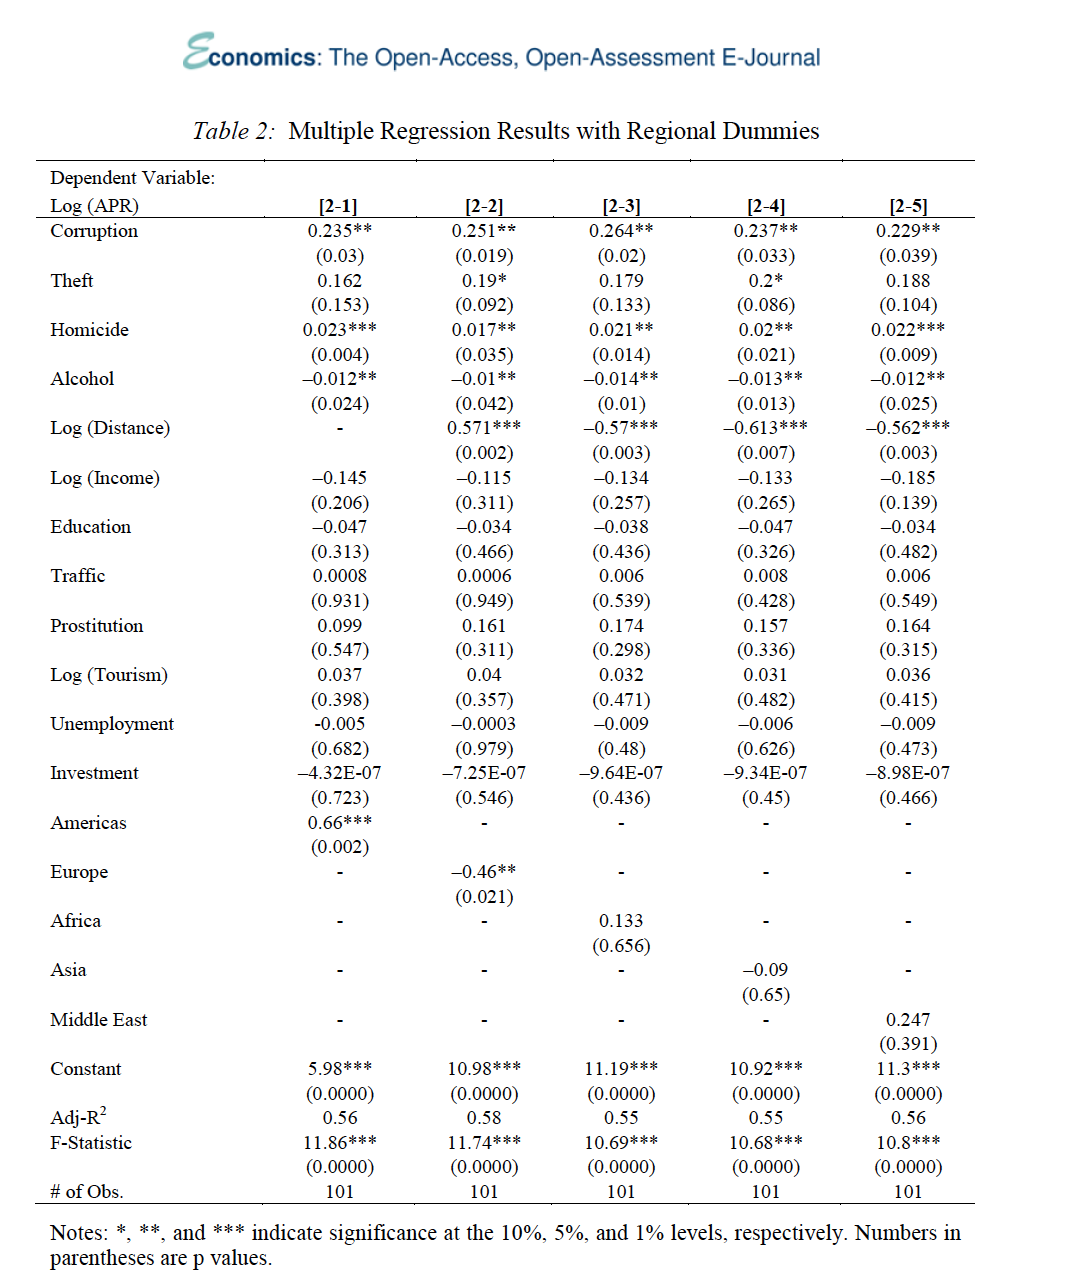 Economics: The Open-Access, Open-Assessment E-Journal
Table 2: Multiple Regression Results with Regional Dummies
Dependent Variable:
Log (APR) [2-1] [2-2] [2-3] [2-4] [2-5]
Corruption 0.235** 0.251** 0.264** 0.237** 0.229**
(0.03) (0.019) (0.02) (0.033) (0.039)
Theft 0.162 0.19* 0.179 0.2* 0.188
(0.153) (0.092) (0.133) (0.086) (0.104)
Homicide 0.023*** 0.017** 0.021** 0.02** 0.022***
(0.004) (0.035) (0.014) (0.021) (0.009)
Alcohol –0.012** –0.01** –0.014** –0.013** –0.012**
(0.024) (0.042) (0.01) (0.013) (0.025)
Log (Distance) - 0.571*** –0.57*** –0.613*** –0.562***
(0.002) (0.003) (0.007) (0.003)
Log (Income) –0.145 –0.115 –0.134 –0.133 –0.185
(0.206) (0.311) (0.257) (0.265) (0.139)
Education –0.047 –0.034 –0.038 –0.047 –0.034
(0.313) (0.466) (0.436) (0.326) (0.482)
Traffic 0.0008 0.0006 0.006 0.008 0.006
(0.931) (0.949) (0.539) (0.428) (0.549)
Prostitution 0.099 0.161 0.174 0.157 0.164
(0.547) (0.311) (0.298) (0.336) (0.315)
Log (Tourism) 0.037 0.04 0.032 0.031 0.036
(0.398) (0.357) (0.471) (0.482) (0.415)
Unemployment -0.005 –0.0003 –0.009 –0.006 –0.009
(0.682) (0.979) (0.48) (0.626) (0.473)
Investment –4.32E-07 –7.25E-07 –9.64E-07 –9.34E-07 –8.98E-07
(0.723) (0.546) (0.436) (0.45) (0.466)
Americas 0.66*** - - - -
(0.002)
Europe - –0.46** - - -
(0.021)
Africa - - 0.133 - -
(0.656)
Asia - - - –0.09 -
(0.65)
Middle East - - - - 0.247
(0.391)
Constant 5.98*** 10.98*** 11.19*** 10.92*** 11.3***
(0.0000) (0.0000) (0.0000) (0.0000) (0.0000)
Adj-R² 0.56 0.58 0.55 0.55 0.56
F-Statistic 11.86*** 11.74*** 10.69*** 10.68*** 10.8***
(0.0000) (0.0000) (0.0000) (0.0000) (0.0000)
# of Obs. 101 101 101 101 101
Notes: *, **, and *** indicate significance at the 10%, 5%, and 1% levels, respectively. Numbers in
parentheses are p values.